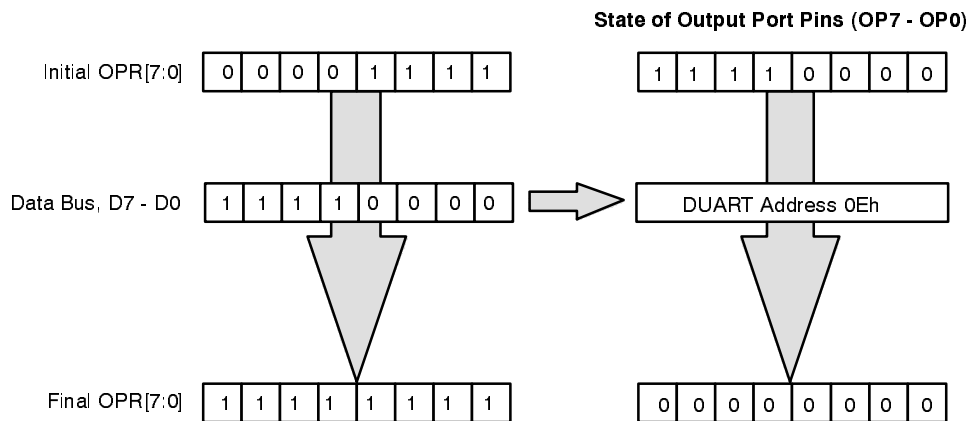 State of Output Port Pins (OP7 - OP0)
Initial OPR[7:0] 0 0 0 0 1 1 1 1 1 1 1 1 0 0 0 0
Data Bus, D7 - D0 1 1 1 1 0 0 0 0 DUART Address 0Eh
Final OPR[7:0] 1 1 1 1 1 1 1 1 0 0 0 0 0 0 0 0